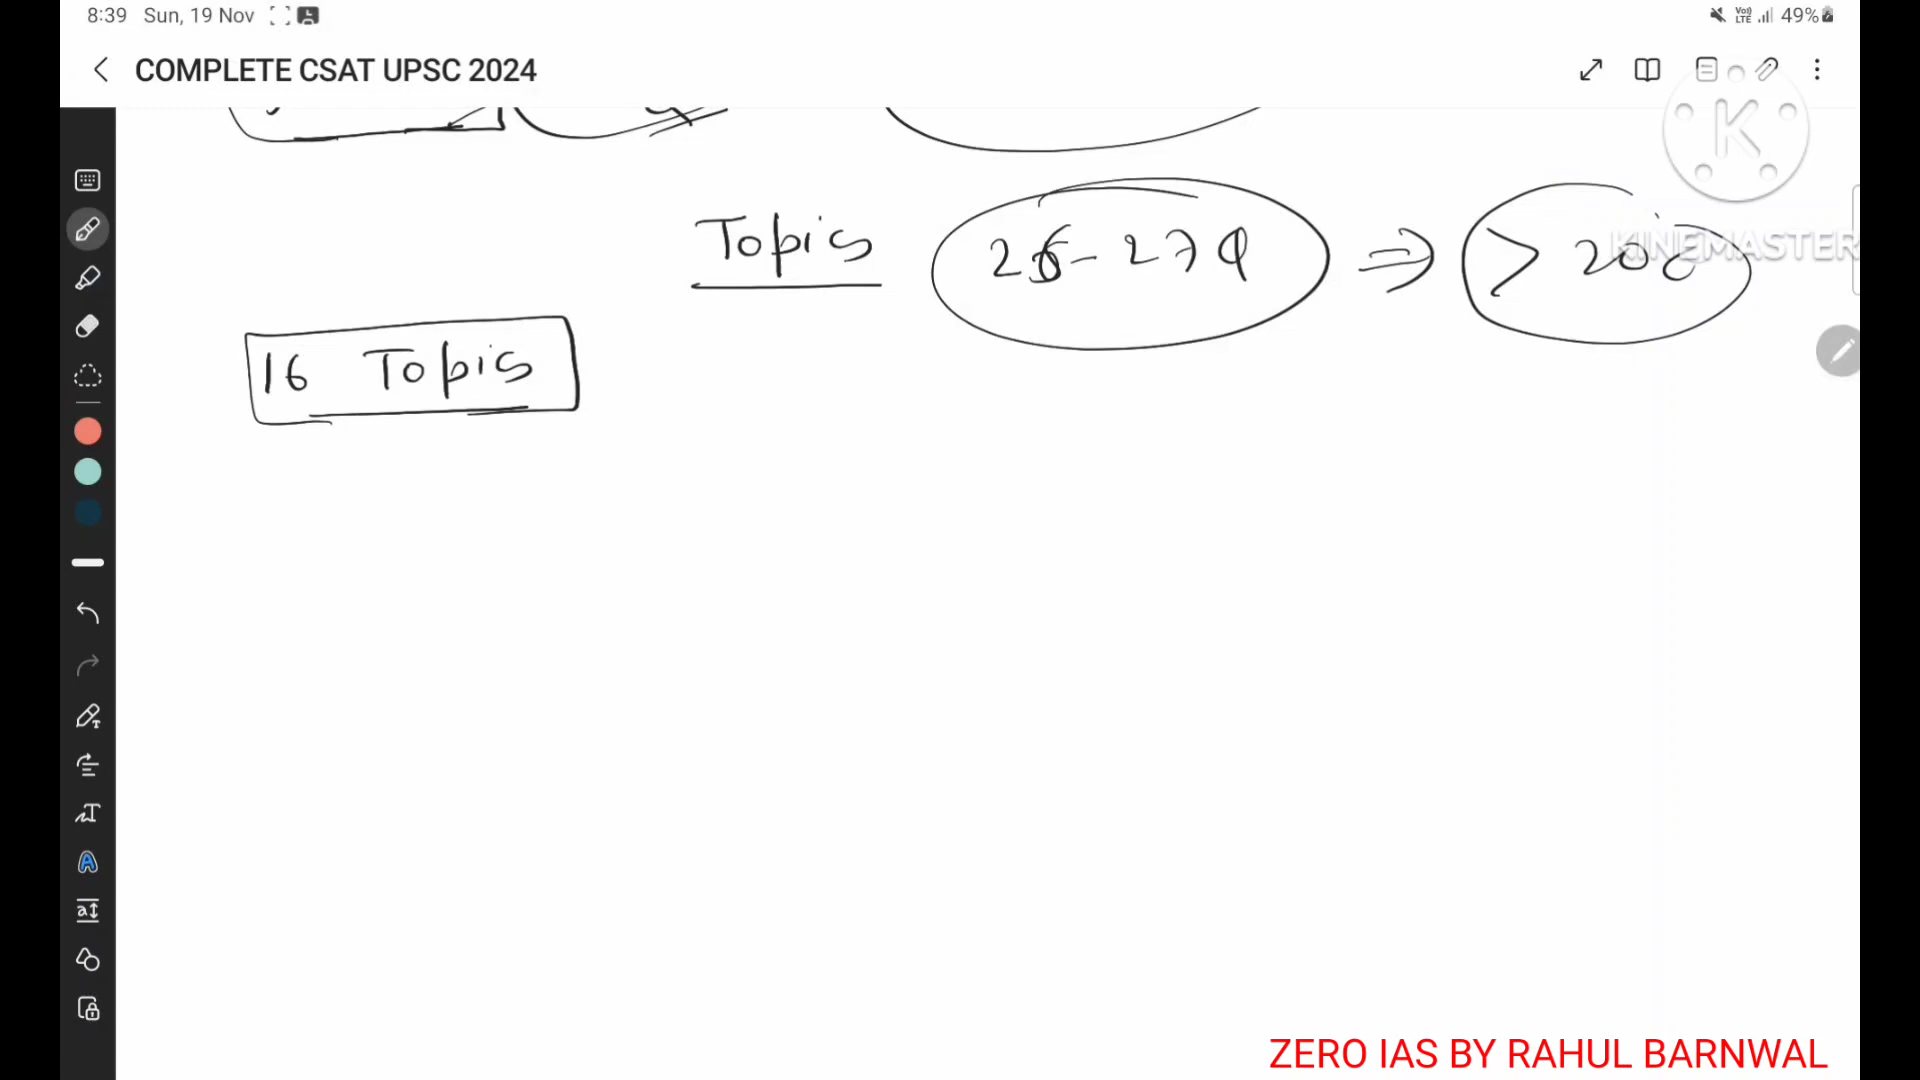 8:39 Sun, 19 Nov 49%
COMPLETE CSAT UPSC 2024
K
KINEMASTER
Topics 26-27 Q ⇒ > 200
16 Topics
ZERO IAS BY RAHUL BARNWAL